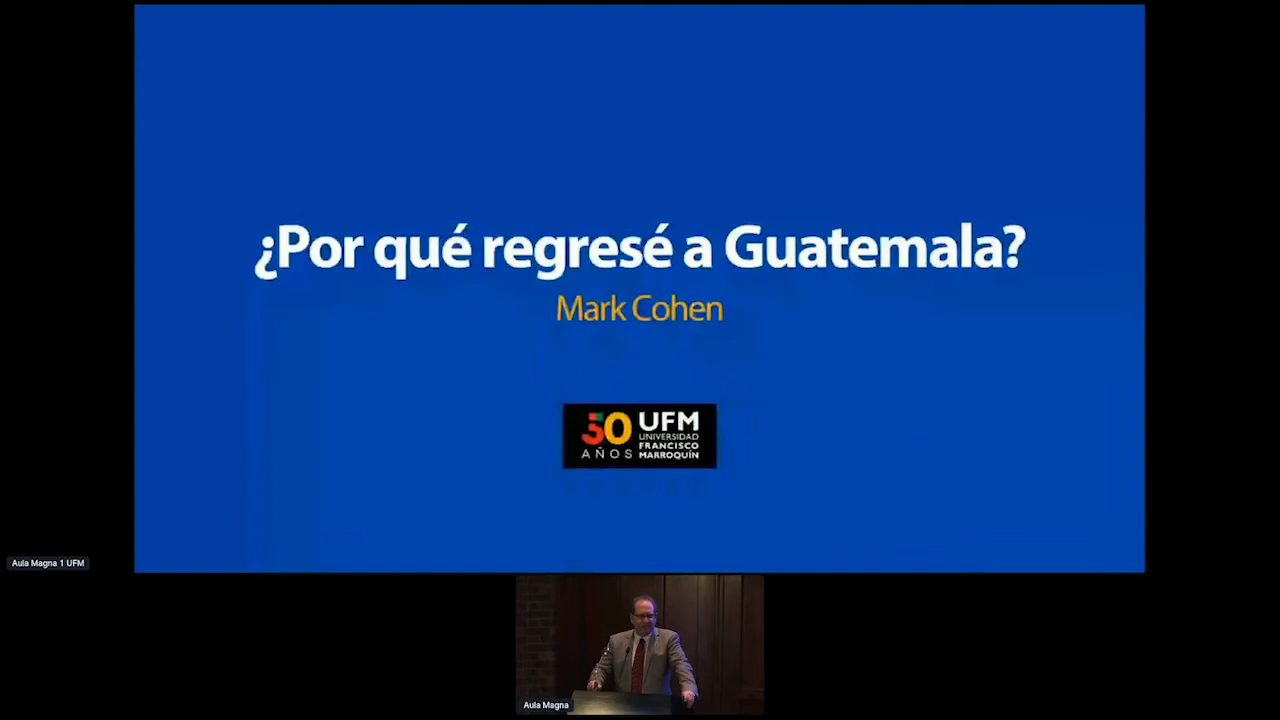 ¿Por qué regresé a Guatemala?
Mark Cohen
50 UFM
UNIVERSIDAD
FRANCISCO
AÑOS MARROQUÍN
Aula Magna 1 UFM
Aula Magna